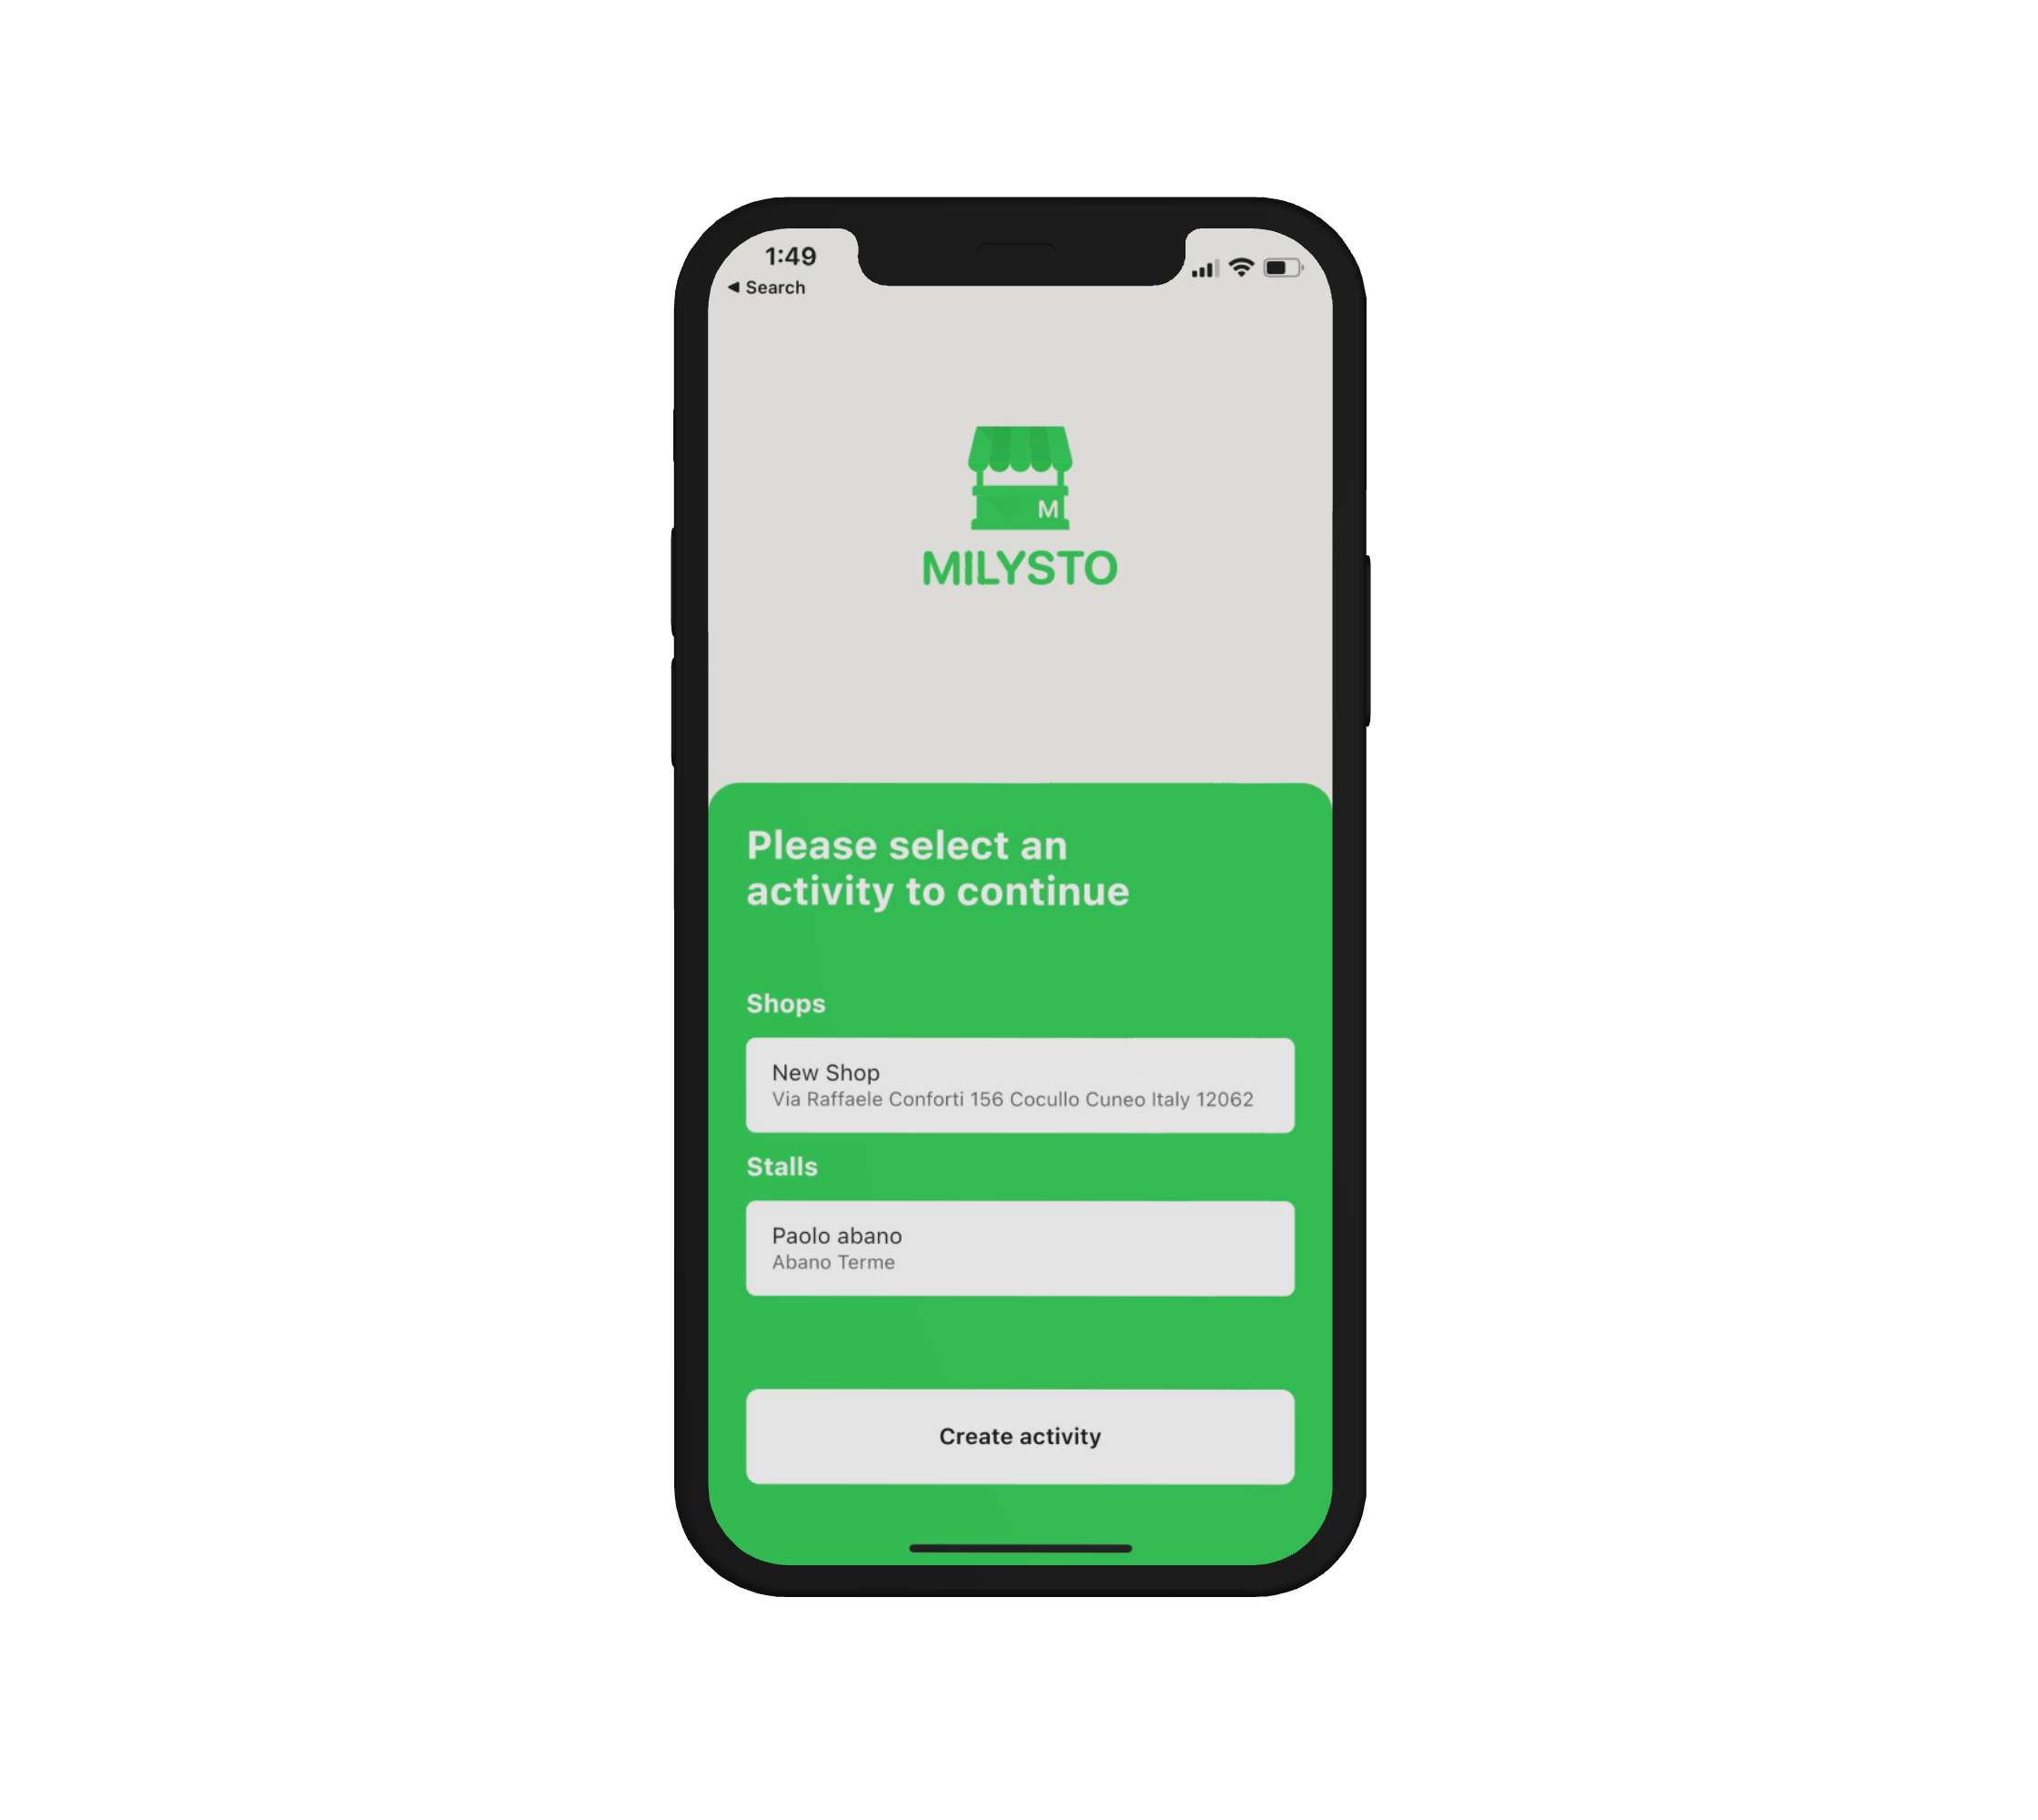 1:49
◀ Search
M
MILYSTO
Please select an
activity to continue
Shops
New Shop
Via Raffaele Conforti 156 Cocullo Cuneo Italy 12062
Stalls
Paolo abano
Abano Terme
Create activity